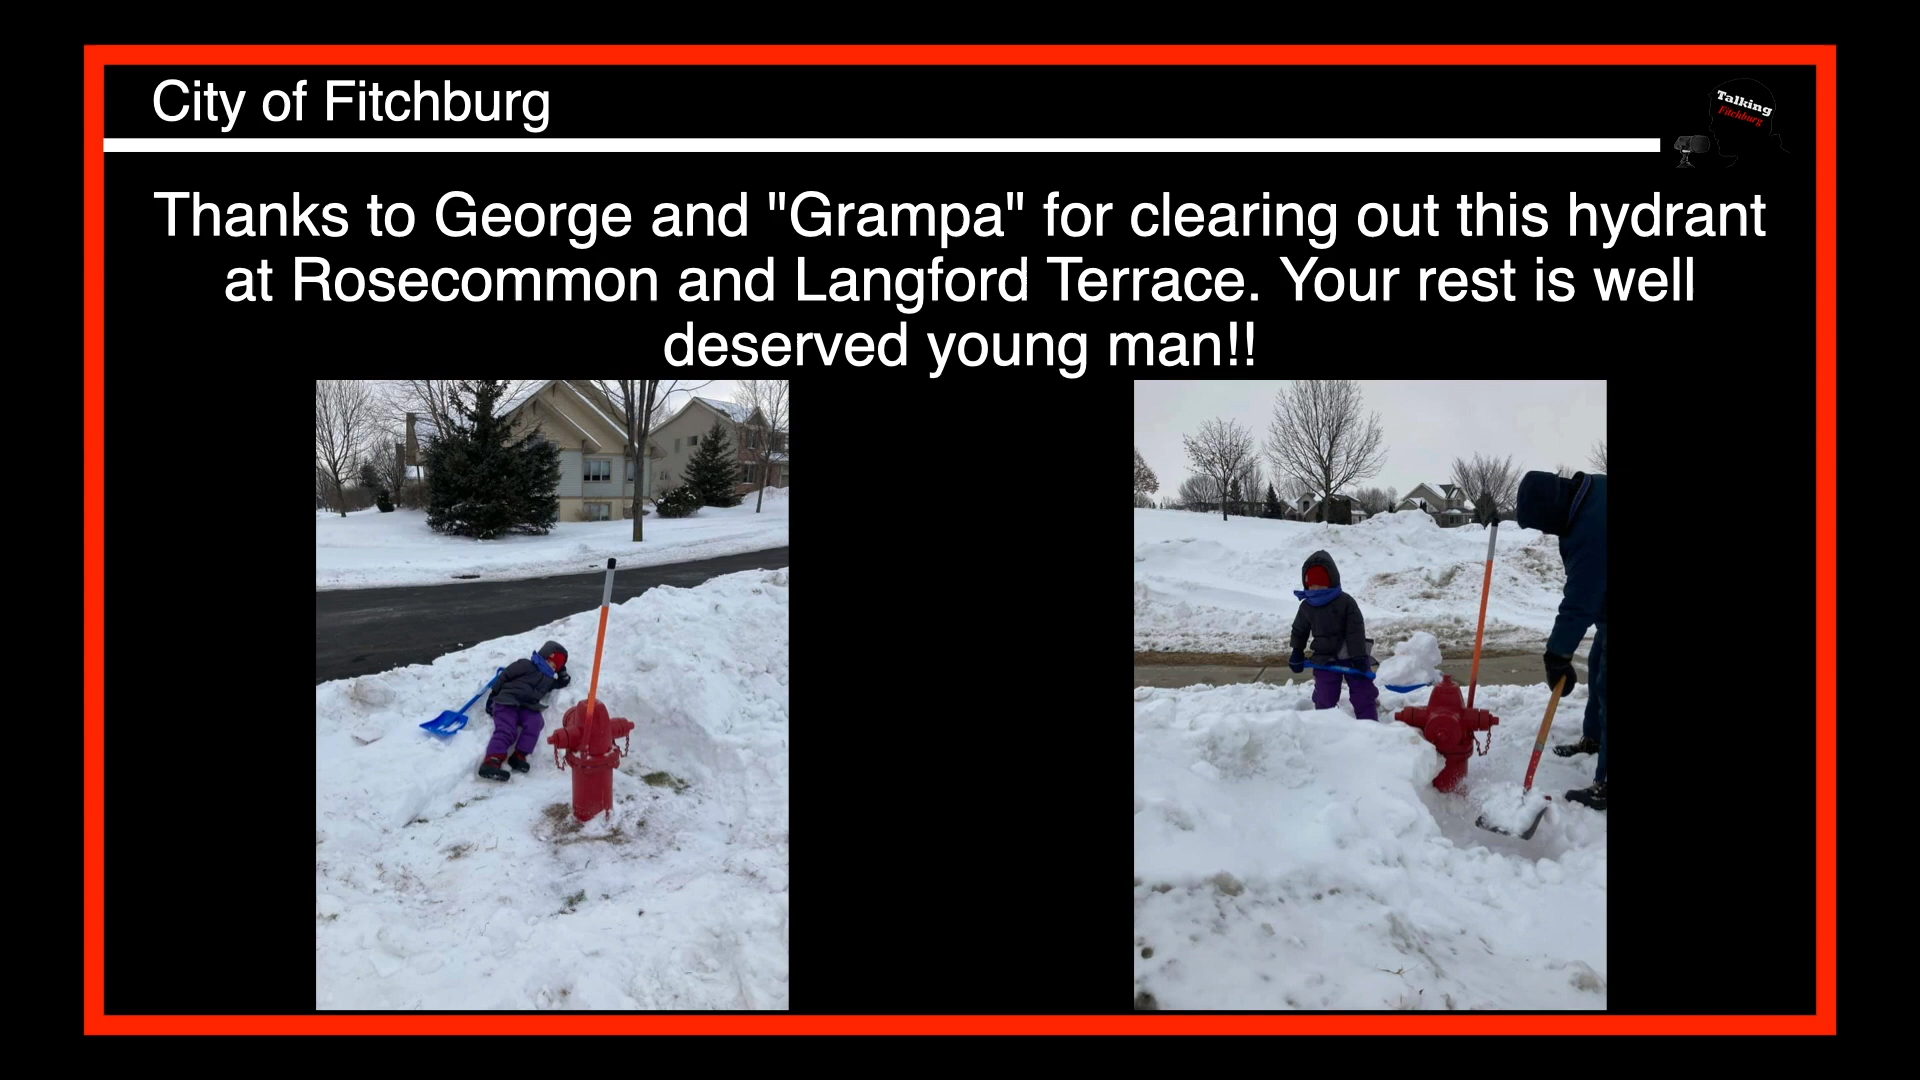 City of Fitchburg
Talking
Fitchburg
Thanks to George and "Grampa" for clearing out this hydrant
at Rosecommon and Langford Terrace. Your rest is well
deserved young man!!